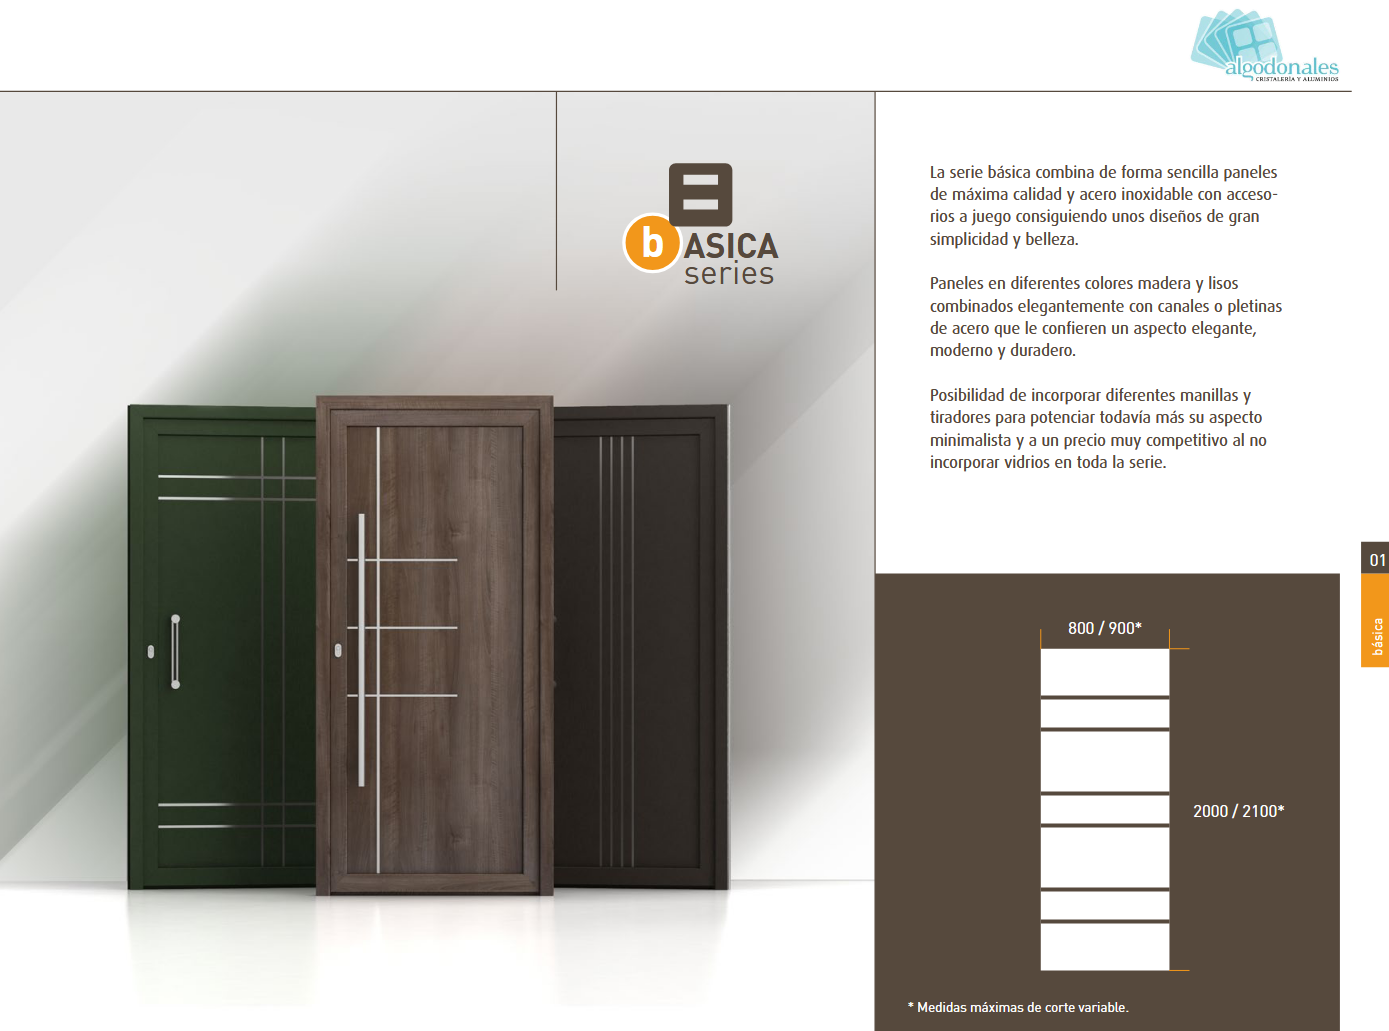 algodonales
CRISTALERÍA Y ALUMINIOS
bASICA
series
La serie básica combina de forma sencilla paneles
de máxima calidad y acero inoxidable con acceso-
rios a juego consiguiendo unos diseños de gran
simplicidad y belleza.
Paneles en diferentes colores madera y lisos
combinados elegantemente con canales o pletinas
de acero que le confieren un aspecto elegante,
moderno y duradero.
Posibilidad de incorporar diferentes manillas y
tiradores para potenciar todavía más su aspecto
minimalista y a un precio muy competitivo al no
incorporar vidrios en toda la serie.
01
básica
800 / 900*
2000 / 2100*
* Medidas máximas de corte variable.